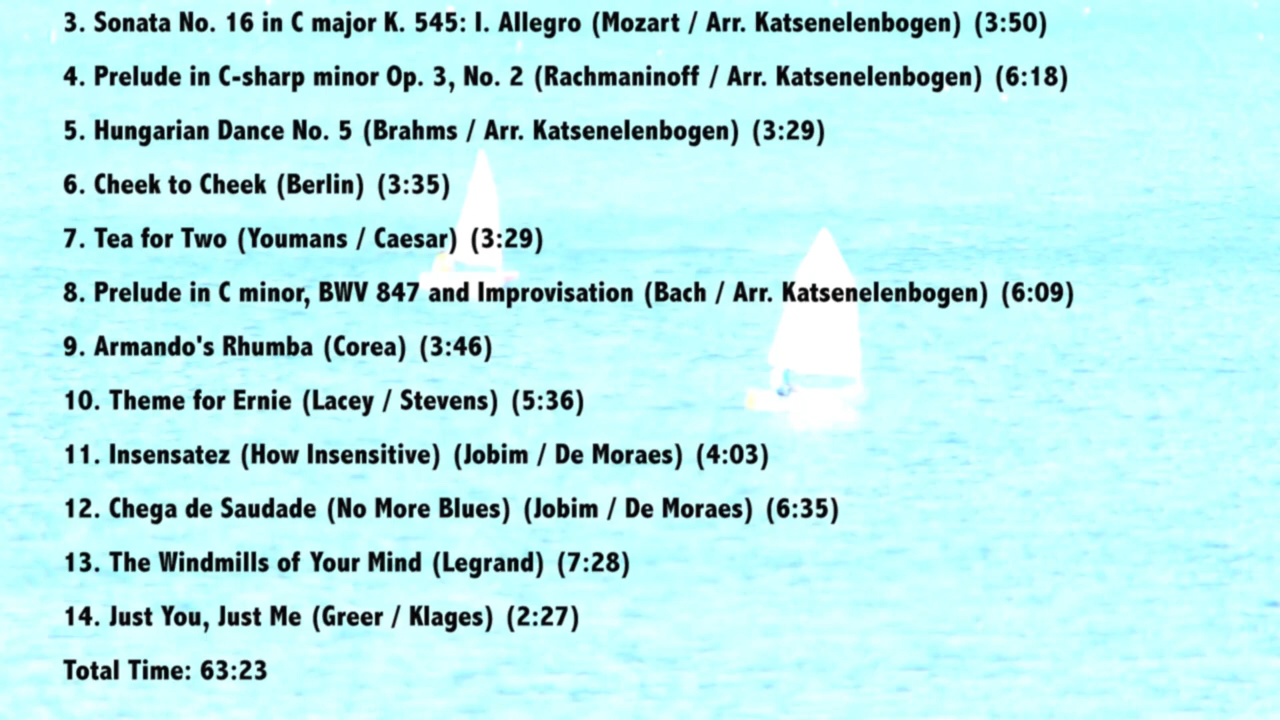 3. Sonata No. 16 in C major K. 545: I. Allegro (Mozart / Arr. Katsenelenbogen) (3:50)
4. Prelude in C-sharp minor Op. 3, No. 2 (Rachmaninoff / Arr. Katsenelenbogen) (6:18)
5. Hungarian Dance No. 5 (Brahms / Arr. Katsenelenbogen) (3:29)
6. Cheek to Cheek (Berlin) (3:35)
7. Tea for Two (Youmans / Caesar) (3:29)
8. Prelude in C minor, BWV 847 and Improvisation (Bach / Arr. Katsenelenbogen) (6:09)
9. Armando's Rhumba (Corea) (3:46)
10. Theme for Ernie (Lacey / Stevens) (5:36)
11. Insensatez (How Insensitive) (Jobim / De Moraes) (4:03)
12. Chega de Saudade (No More Blues) (Jobim / De Moraes) (6:35)
13. The Windmills of Your Mind (Legrand) (7:28)
14. Just You, Just Me (Greer / Klages) (2:27)
Total Time: 63:23